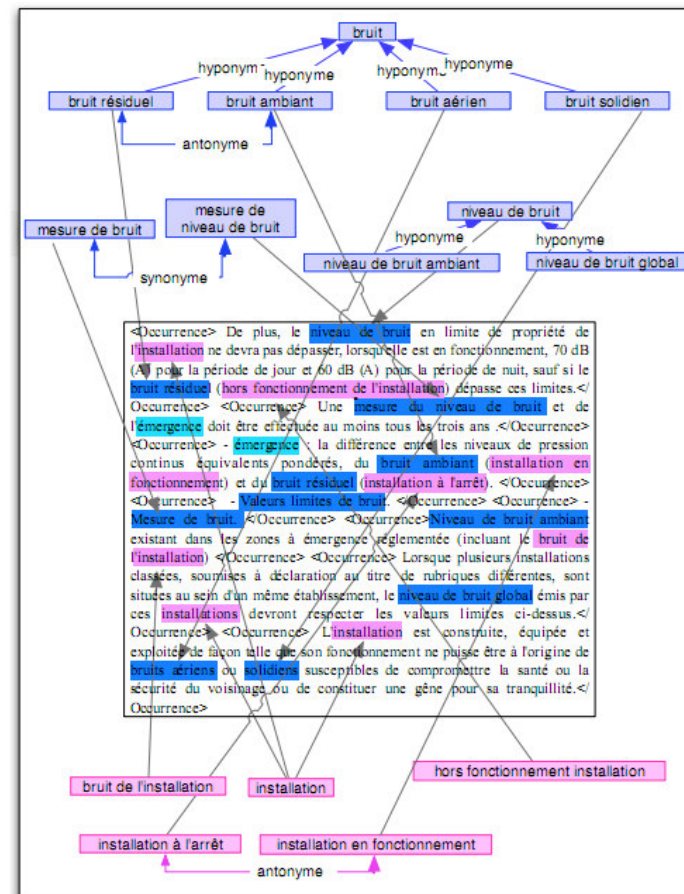 bruit
hyponyme hyponyme hyponyme hyponyme
bruit résiduel bruit ambiant bruit aérien bruit solidien
antonyme
mesure de bruit
mesure de
niveau de bruit
niveau de bruit
synonyme
hyponyme hyponyme
niveau de bruit ambiant niveau de bruit global
<Occurrence> De plus, le niveau de bruit en limite de propriété de
l'installation ne devra pas dépasser, lorsqu'elle est en fonctionnement, 70 dB
(A) pour la période de jour et 60 dB (A) pour la période de nuit, sauf si le
bruit résiduel (hors fonctionnement de l'installation) dépasse ces limites.</
Occurrence> <Occurrence> Une mesure du niveau de bruit et de
l'émergence doit être effectuée au moins tous les trois ans .</Occurrence>
<Occurrence> - émergence : la différence entre les niveaux de pression
continus équivalents pondérés, du bruit ambiant (installation en
fonctionnement) et du bruit résiduel (installation à l'arrêt). </Occurrence>
<Occurrence> - Valeurs limites de bruit. <Occurrence> <Occurrence> -
Mesure de bruit. </Occurrence> <Occurrence>Niveau de bruit ambiant
existant dans les zones à émergence réglementée (incluant le bruit de
l'installation) </Occurrence> <Occurrence> Lorsque plusieurs installations
classées, soumises à déclaration au titre de rubriques différentes, sont
situées au sein d'un même établissement, le niveau de bruit global émis par
ces installations devront respecter les valeurs limites ci-dessus.</
Occurrence> <Occurrence> L'installation est construite, équipée et
exploitée de façon telle que son fonctionnement ne puisse être à l'origine de
bruits aériens ou solidiens susceptibles de compromettre la santé ou la
sécurité du voisinage ou de constituer une gêne pour sa tranquillité.</
Occurrence>
bruit de l'installation installation hors fonctionnement installation
installation à l'arrêt installation en fonctionnement
antonyme